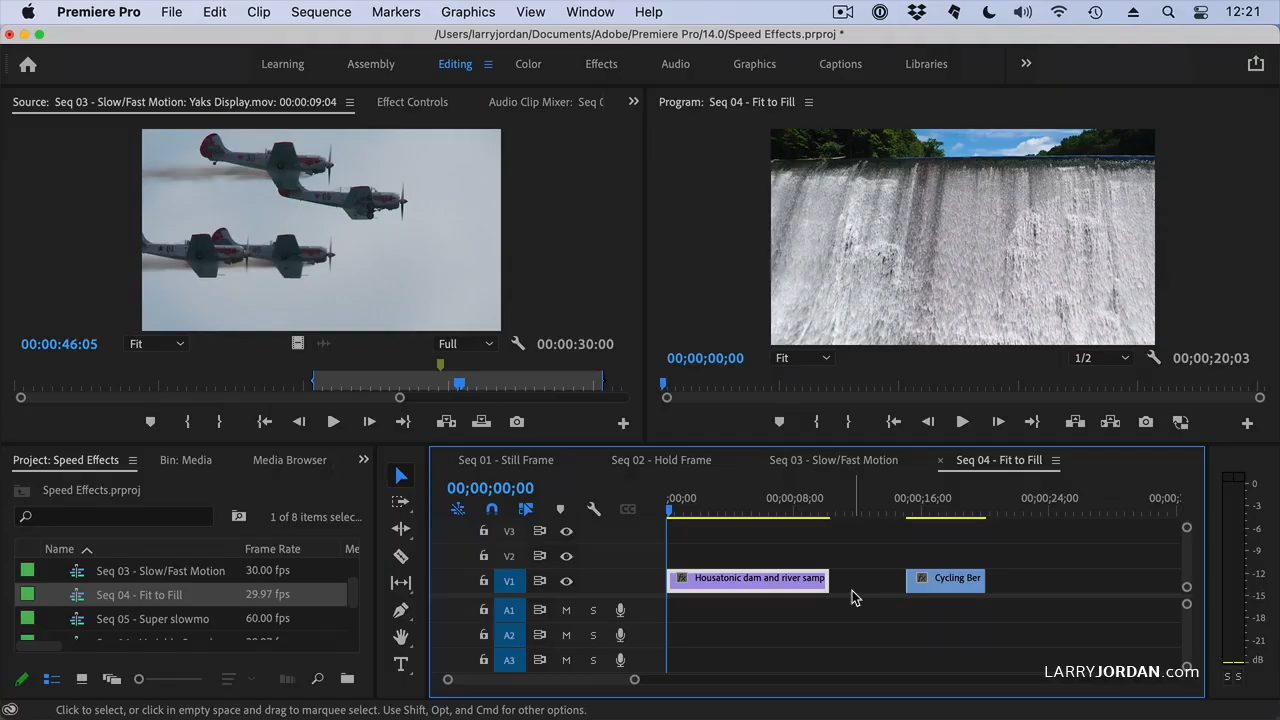 Premiere Pro File Edit Clip Sequence Markers Graphics View Window Help 12:21
/Users/larryjordan/Documents/Adobe/Premiere Pro/14.0/Speed Effects.prproj *
Learning Assembly Editing Color Effects Audio Graphics Captions Libraries
Source: Seq 03 - Slow/Fast Motion: Yaks Display.mov: 00:00:09:04 Effect Controls Audio Clip Mixer: Seq Program: Seq 04 - Fit to Fill
00:00:46:05 Fit Full 00:00:30:00
00;00;00;00 Fit 1/2 00;00;20;03
Project: Speed Effects Bin: Media Media Browser
Speed Effects.prproj
1 of 8 items selec...
Name Frame Rate Me
Seq 03 - Slow/Fast Motion 30.00 fps
Seq 04 - Fit to Fill 29.97 fps
Seq 05 - Super slowmo 60.00 fps
Seq 01 - Still Frame Seq 02 - Hold Frame Seq 03 - Slow/Fast Motion × Seq 04 - Fit to Fill
00;00;00;00
;00;00 00;00;08;00 00;00;16;00 00;00;24;00 00;00;
V3
V2
V1 Housatonic dam and river samp Cycling Ber
A1 M S
A2 M S
A3 M S
0
-3
-6
-9
-12
-15
-18
-21
dB
S S
LARRYJORDAN.com
Click to select, or click in empty space and drag to marquee select. Use Shift, Opt, and Cmd for other options.